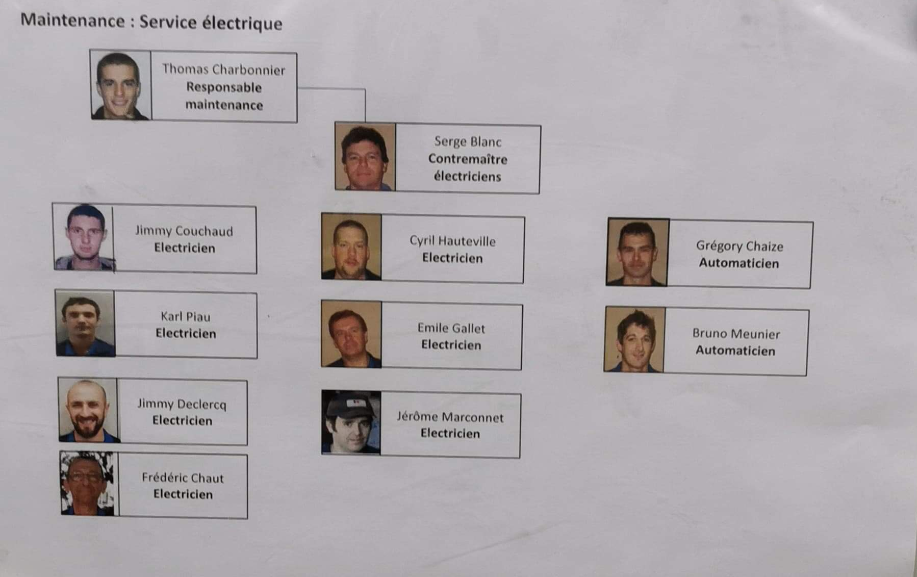 Maintenance : Service électrique
Thomas Charbonnier
Responsable
maintenance
Serge Blanc
Contremaître
électriciens
Jimmy Couchaud
Electricien
Cyril Hauteville
Electricien
Grégory Chaize
Automaticien
Karl Piau
Electricien
Emile Gallet
Electricien
Bruno Meunier
Automaticien
Jimmy Declercq
Electricien
Jérôme Marconnet
Electricien
Frédéric Chaut
Electricien